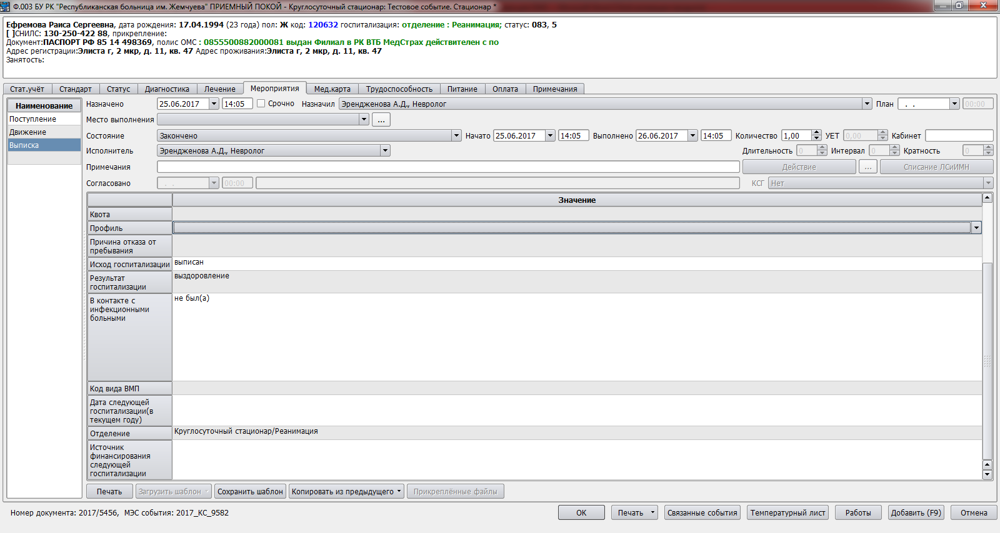 Ф.003 БУ РК "Республиканская больница им. Жемчуева" ПРИЕМНЫЙ ПОКОЙ - Круглосуточный стационар: Тестовое событие. Стационар *
Ефремова Раиса Сергеевна, дата рождения: 17.04.1994 (23 года) пол: Ж код: 120632 госпитализация: отделение : Реанимация; статус: 083, 5
[ ]СНИЛС: 130-250-422 88, прикрепление:
Документ:ПАСПОРТ РФ 85 14 498369, полис ОМС : 0855500882000081 выдан Филиал в РК ВТБ МедСтрах действителен с по
Адрес регистрации:Элиста г, 2 мкр, д. 11, кв. 47 Адрес проживания:Элиста г, 2 мкр, д. 11, кв. 47
Занятость:
Стат.учёт Стандарт Статус Диагностика Лечение Мероприятия Мед.карта Трудоспособность Питание Оплата Примечания
Наименование
Поступление
Движение
Выписка
Назначено 25.06.2017 14:05 Срочно Назначил Эрендженова А.Д., Невролог План . . 00:00
Место выполнения ...
Состояние Закончено Начато 25.06.2017 14:05 Выполнено 26.06.2017 14:05 Количество 1,00 УЕТ 0,00 Кабинет
Исполнитель Эрендженова А.Д., Невролог Длительность 0 Интервал 0 Кратность 0
Примечания Действие ... Списание ЛСиИМН
Согласовано . . 00:00 КСГ Нет
Значение
Квота
Профиль
Причина отказа от
пребывания
Исход госпитализации выписан
Результат
госпитализации
выздоровление
В контакте с
инфекционными
больными
не был(а)
Код вида ВМП
Дата следующей
госпитализации(в
текущем году)
Отделение Круглосуточный стационар/Реанимация
Источник
финансирования
следующей
госпитализации
Печать Загрузить шаблон Сохранить шаблон Копировать из предыдущего Прикреплённые файлы
Номер документа: 2017/5456, МЭС события: 2017_КС_9582 ОК Печать Связанные события Температурный лист Работы Добавить (F9) Отмена